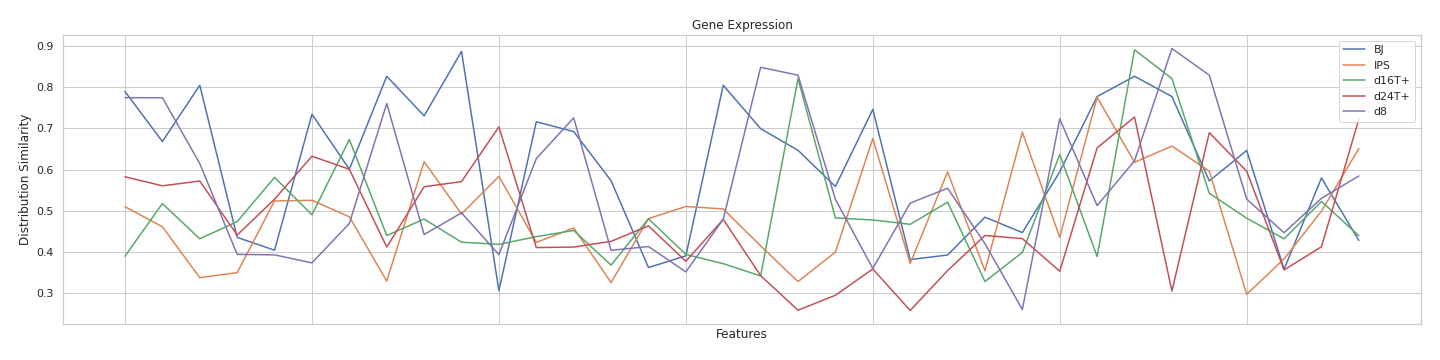 Gene Expression
Distribution Similarity
0.9
0.8
0.7
0.6
0.5
0.4
0.3
BJ
IPS
d16T+
d24T+
d8
Features